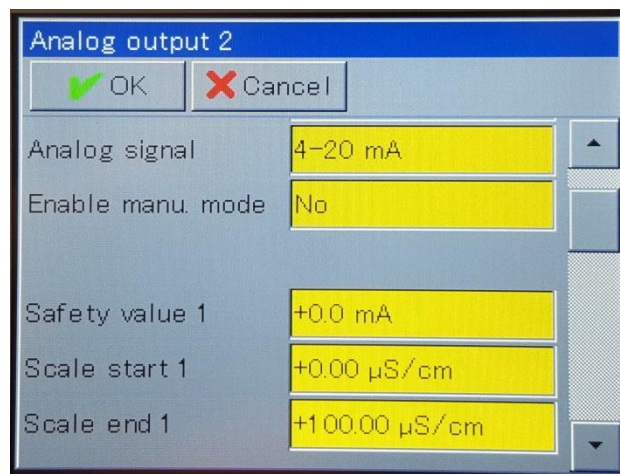 Analog output 2
OK Cancel
Analog signal 4-20 mA
Enable manu. mode No
Safety value 1 +0.0 mA
Scale start 1 +0.00 µS/cm
Scale end 1 +100.00 µS/cm